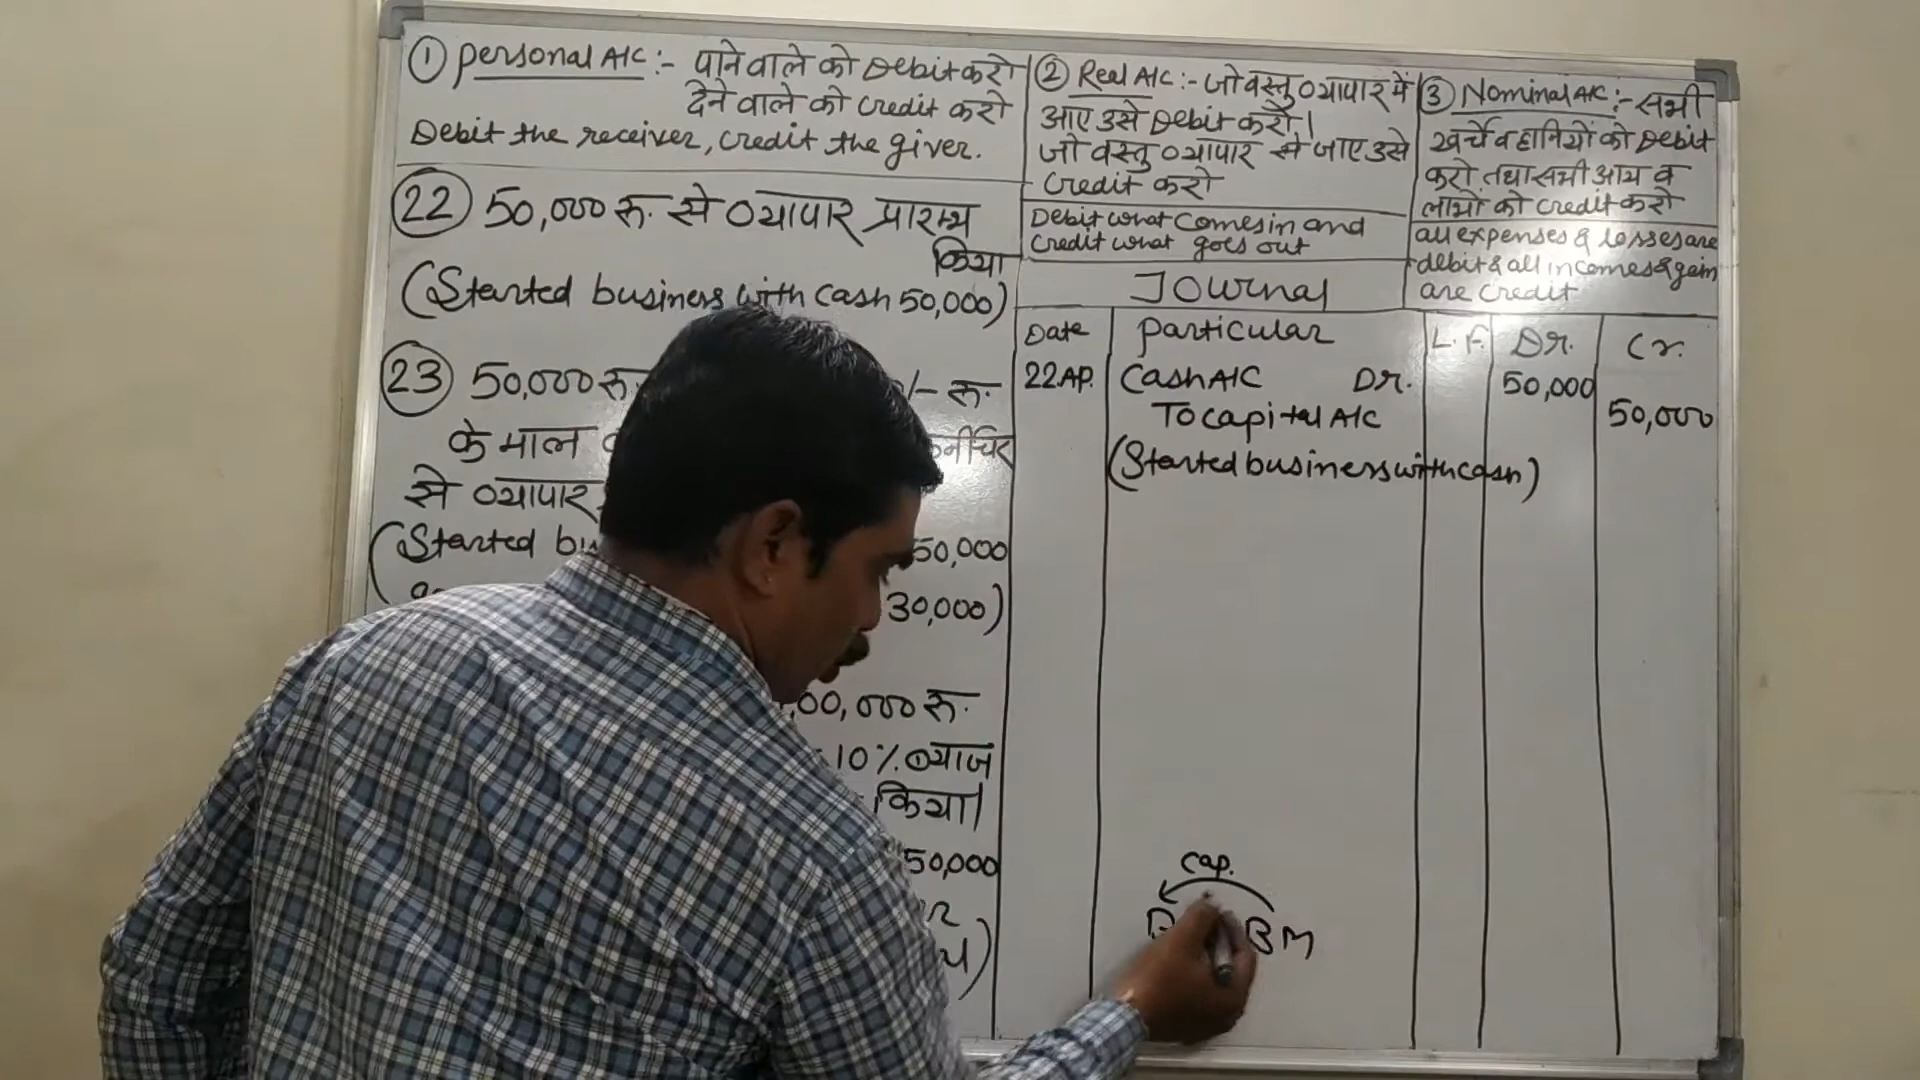 ① personal A/C :- पाने वाले को Debit करो
देने वाले को credit करो
Debit the receiver, credit the giver.
② Real A/C :- जो वस्तु व्यापार में
आए उसे Debit करो।
जो वस्तु व्यापार से जाए उसे
credit करो
Debit what comes in and
credit what goes out
③ Nominal A/C :- सभी
खर्चे व हानियों को Debit
करो तथा सभी आय व
लाभो को credit करो
all expenses & losses are
debit & all incomes & gain
are credit
22 50,000 रु. से व्यापार प्रारम्भ
किया
(Started business with cash 50,000)
23 50,000 रु. /- रु.
के माल
से व्यापार
(Started 50,000
30,000)
00,000 रु.
10% ब्याज
किया।
50,000
Journal
Date particular L.F. Dr. Cr.
22 AP. Cash A/C Dr. 50,000
To capital A/C 50,000
(Started business with cash)
cap.
B M